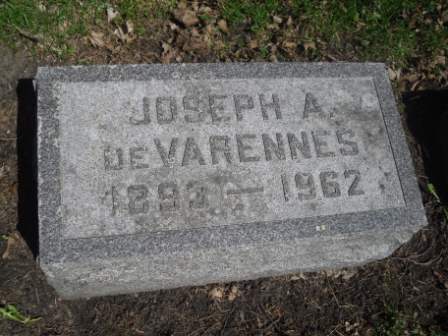 JOSEPH A.
DEVARENNES
1893 — 1962